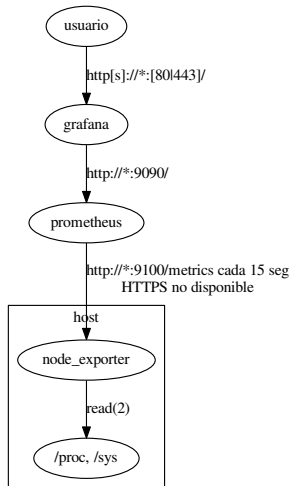 usuario
http[s]://*:[80|443]/
grafana
http://*:9090/
prometheus
http://*:9100/metrics cada 15 seg
HTTPS no disponible
host
node_exporter
read(2)
/proc, /sys